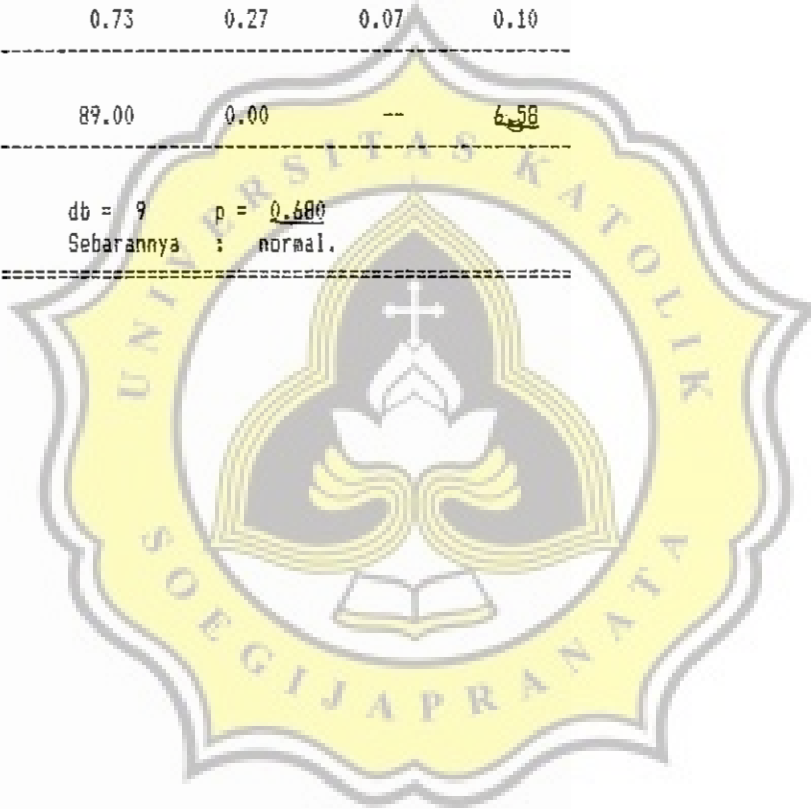 0.73 0.27 0.07 0.10
89.00 0.00 -- 6.58
db = 9 p = 0.680
Sebarannya : normal.
UNIVERSITAS KATOLIK
SOEGIJAPRANATA